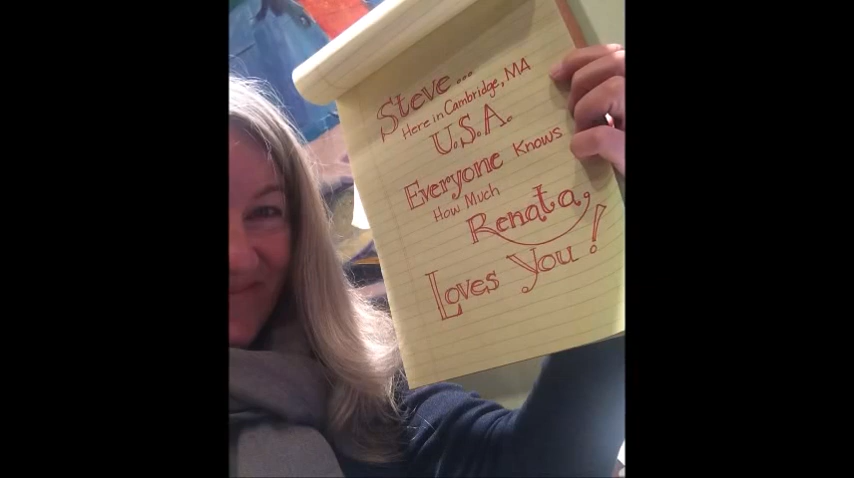 Steve...
Here in Cambridge, MA
U.S.A.
Everyone Knows
How Much
Renata,
Loves You!